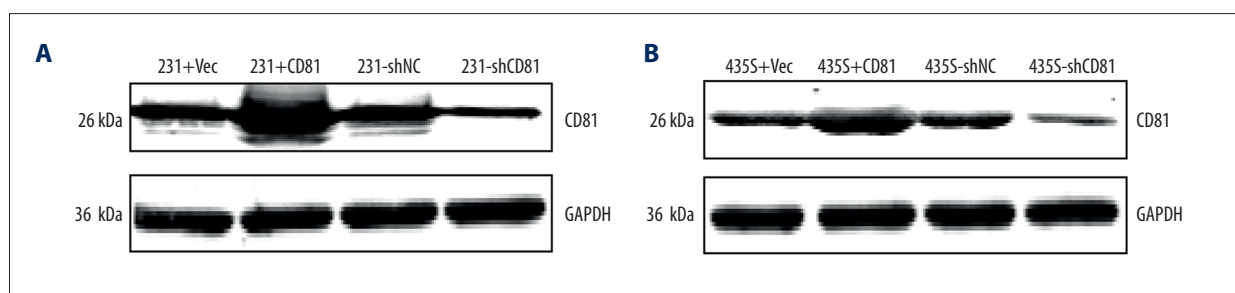 A
231+Vec 231+CD81 231-shNC 231-shCD81
26 kDa CD81
36 kDa GAPDH
B
435S+Vec 435S+CD81 435S-shNC 435S-shCD81
26 kDa CD81
36 kDa GAPDH